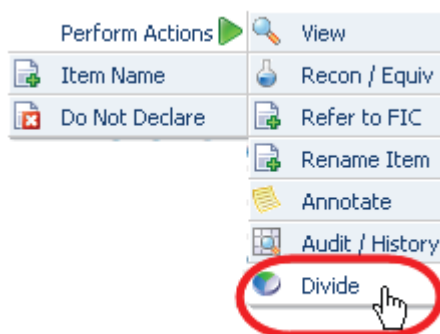 Perform Actions
Item Name
Do Not Declare
View
Recon / Equiv
Refer to FIC
Rename Item
Annotate
Audit / History
Divide